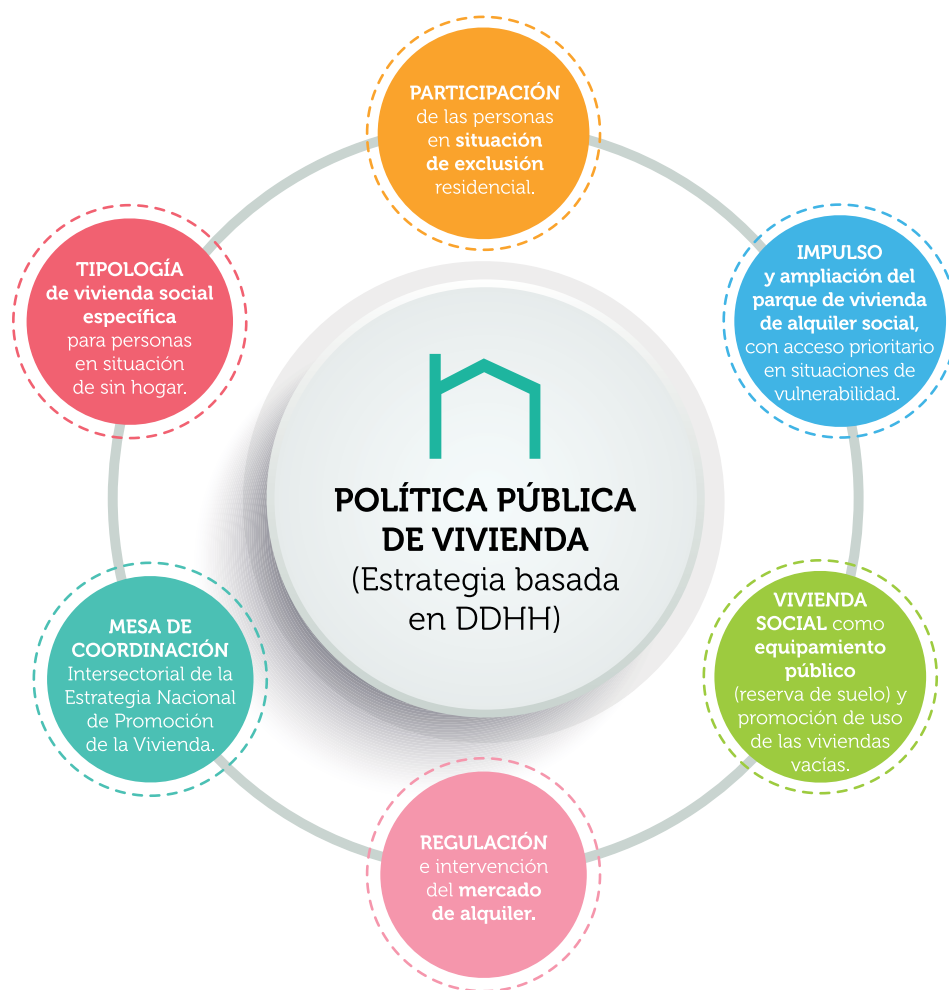 PARTICIPACIÓN
de las personas
en situación
de exclusión
residencial.
IMPULSO
y ampliación del
parque de vivienda
de alquiler social,
con acceso prioritario
en situaciones de
vulnerabilidad.
TIPOLOGÍA
de vivienda social
específica
para personas
en situación
de sin hogar.
POLÍTICA PÚBLICA
DE VIVIENDA
(Estrategia basada
en DDHH)
MESA DE
COORDINACIÓN
Intersectorial de la
Estrategia Nacional
de Promoción
de la Vivienda.
VIVIENDA
SOCIAL como
equipamiento
público
(reserva de suelo) y
promoción de uso
de las viviendas
vacías.
REGULACIÓN
e intervención
del mercado
de alquiler.